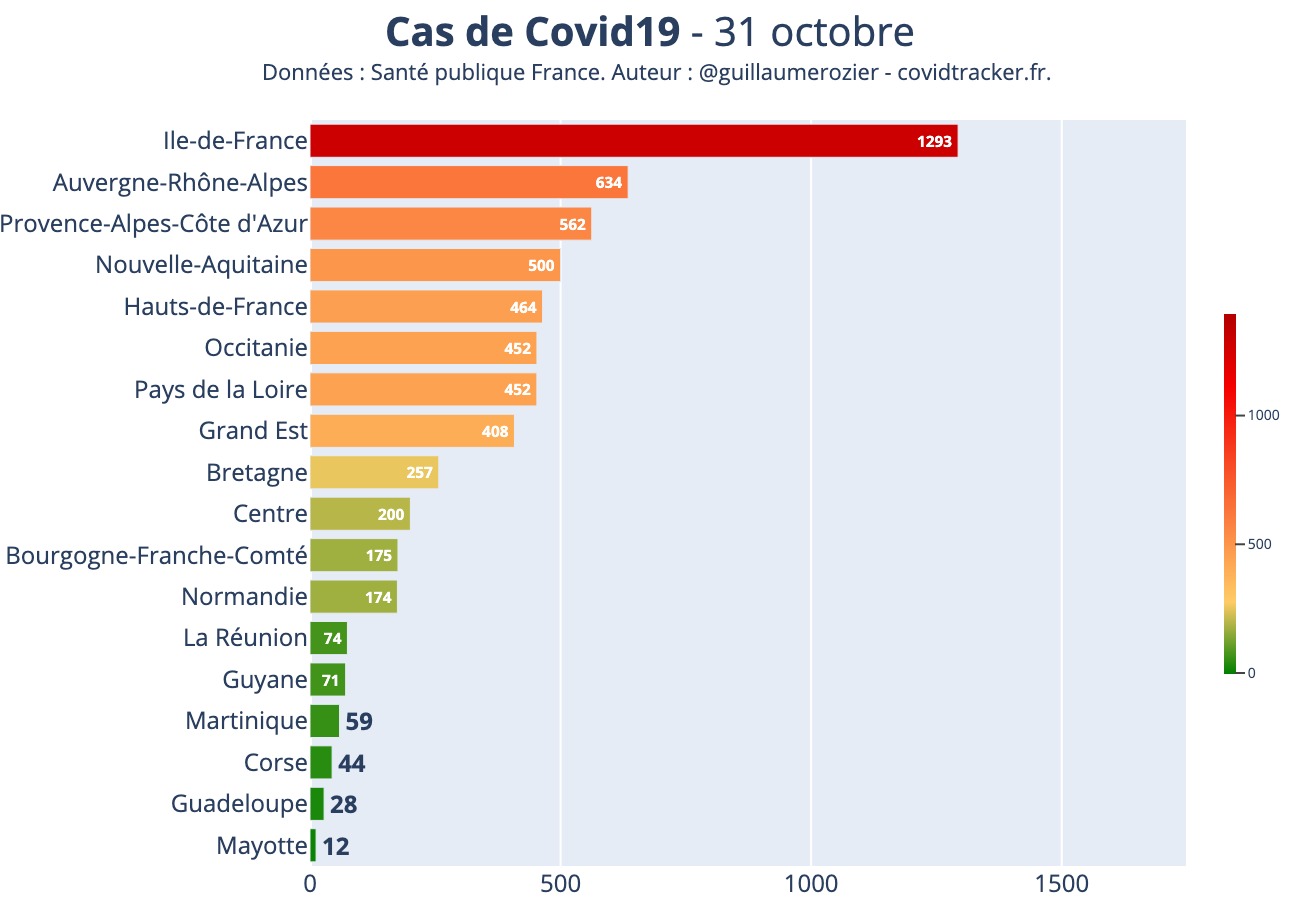 Cas de Covid19 - 31 octobre
Données : Santé publique France. Auteur : @guillaumerozier - covidtracker.fr.
Ile-de-France 1293
Auvergne-Rhône-Alpes 634
Provence-Alpes-Côte d'Azur 562
Nouvelle-Aquitaine 500
Hauts-de-France 464
Occitanie 452
Pays de la Loire 452
Grand Est 408
Bretagne 257
Centre 200
Bourgogne-Franche-Comté 175
Normandie 174
La Réunion 74
Guyane 71
Martinique 59
Corse 44
Guadeloupe 28
Mayotte 12
0 500 1000 1500
1000
500
0